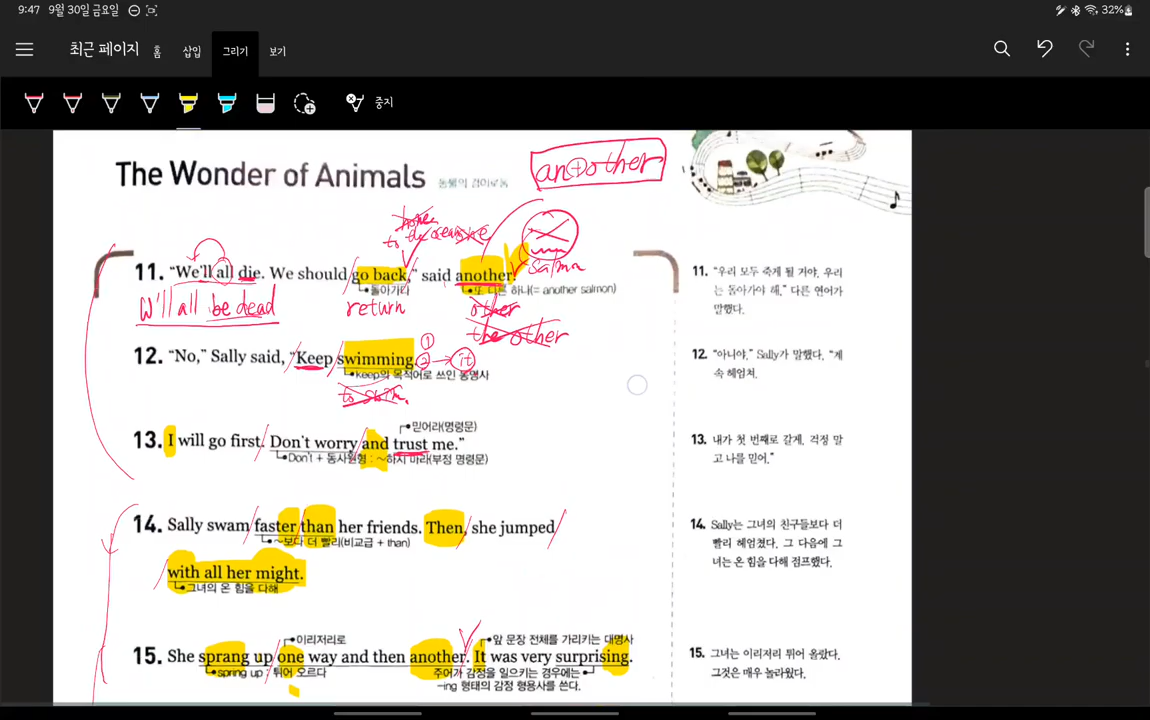 9:47 9월 30일 금요일 32%
최근 페이지 홈 삽입 그리기 보기
중지
an+other
The Wonder of Animals 동물의 경이로움
to the
salmon
11. “We'll all die. We should go back,” said another.
돌아가다
또 다른 하나(= another salmon)
W'll all be dead
return
other
the other
11. “우리 모두 죽게 될 거야. 우리
는 돌아가야 해.” 다른 연어가
말했다.
12. “No,” Sally said, “Keep swimming.
① ② → it
keep의 목적어로 쓰인 동명사
to swim.
12. “아니야,” Sally가 말했다. “계
속 헤엄쳐.
믿어라(명령문)
13. I will go first. Don't worry and trust me.”
Don't + 동사원형 : ~하지 마라(부정 명령문)
13. 내가 첫 번째로 갈게. 걱정 말
고 나를 믿어.”
14. Sally swam faster than her friends. Then, she jumped
~보다 더 빨리(비교급 + than)
with all her might.
그녀의 온 힘을 다해
14. Sally는 그녀의 친구들보다 더
빨리 헤엄쳤다. 그 다음에 그
녀는 온 힘을 다해 점프했다.
이리저리로
앞 문장 전체를 가리키는 대명사
15. She sprang up one way and then another. It was very surprising.
spring up : 튀어 오르다
주어가 감정을 일으키는 경우에는
-ing 형태의 감정 형용사를 쓴다.
15. 그녀는 이리저리 튀어 올랐다.
그것은 매우 놀라웠다.